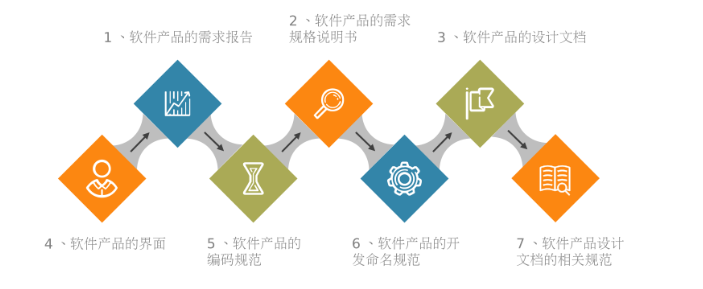 1 、软件产品的需求报告
2 、软件产品的需求
规格说明书
3 、软件产品的设计文档
4 、软件产品的界面
5 、软件产品的
编码规范
6 、软件产品的开
发命名规范
7 、软件产品设计
文档的相关规范